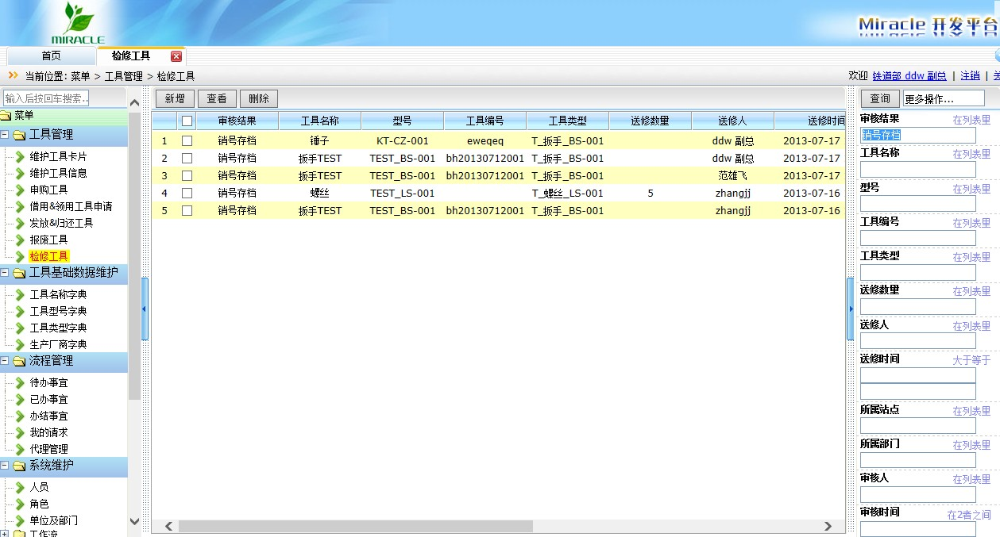 MIRACLE
Miracle 开发平台
首页 检修工具
当前位置: 菜单 > 工具管理 > 检修工具
欢迎 铁道部 ddw 副总 | 注销 |
输入后按回车搜索..
菜单
工具管理
维护工具卡片
维护工具信息
申购工具
借用&领用工具申请
发放&归还工具
报废工具
检修工具
工具基础数据维护
工具名称字典
工具型号字典
工具类型字典
生产厂商字典
流程管理
待办事宜
已办事宜
办结事宜
我的请求
代理管理
系统维护
人员
角色
单位及部门
工作流
新增 查看 删除
审核结果 工具名称 型号 工具编号 工具类型 送修数量 送修人 送修时间
1 销号存档 锤子 KT-CZ-001 eweqeq T_扳手_BS-001 ddw 副总 2013-07-17
2 销号存档 扳手TEST TEST_BS-001 bh20130712001 T_扳手_BS-001 ddw 副总 2013-07-17
3 销号存档 扳手TEST TEST_BS-001 bh20130712001 T_扳手_BS-001 范雄飞 2013-07-17
4 销号存档 螺丝 TEST_LS-001 T_螺丝_LS-001 5 zhangjj 2013-07-16
5 销号存档 扳手TEST TEST_BS-001 bh20130712001 T_扳手_BS-001 zhangjj 2013-07-16
查询 更多操作...
审核结果 在列表里
销号存档
工具名称 在列表里
型号 在列表里
工具编号 在列表里
工具类型 在列表里
送修数量 在列表里
送修人 在列表里
送修时间 大于等于
所属站点 在列表里
所属部门 在列表里
审核人 在列表里
审核时间 在2者之间